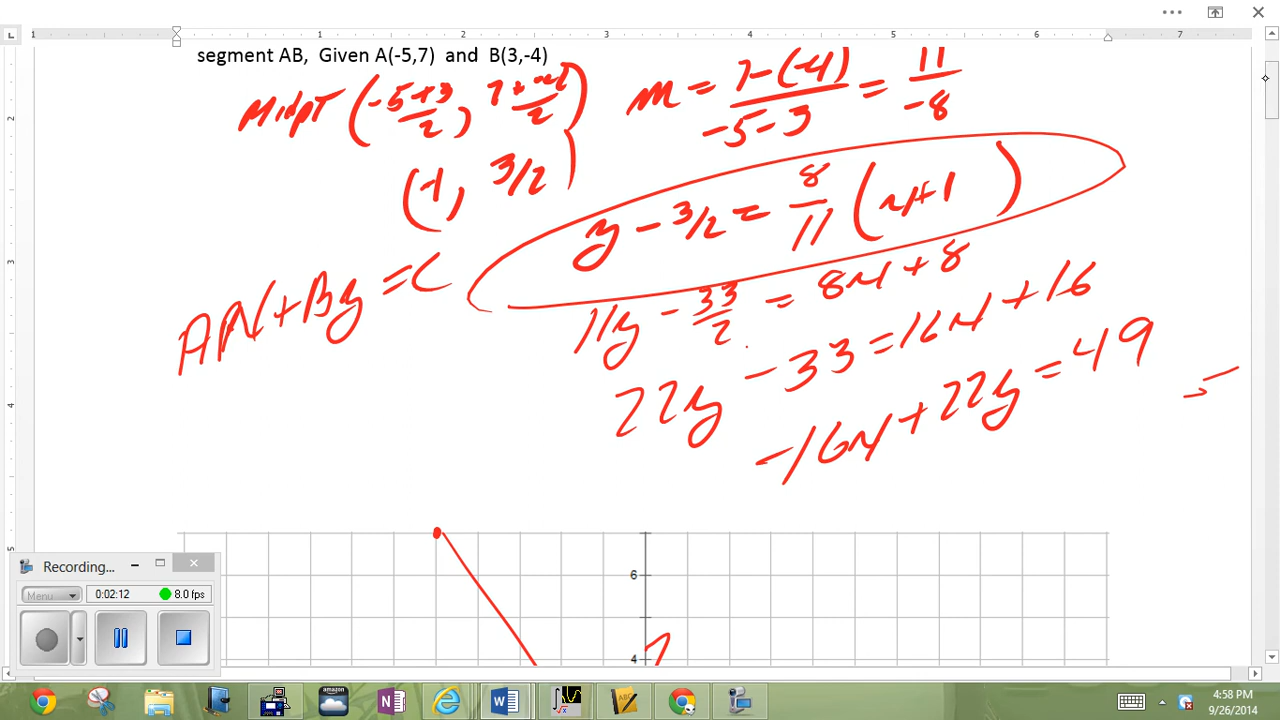 1 1 2 3 4 5 6 7
segment AB, Given A(-5,7) and B(3,-4)
Midpt (-5+3/2, 7+-4/2) m = 7-(-4)/-5-3 = 11/-8
(-1, 3/2)
y - 3/2 = 8/11 (x+1)
Ax+By=C
11y - 33/2 = 8x+8
22y - 33 = 16x+16
-16x+22y=49
=
2
3
4
5
6
4
Recording...
Menu 0:02:12 8.0 fps
amazon
W
ABC
4:58 PM
9/26/2014